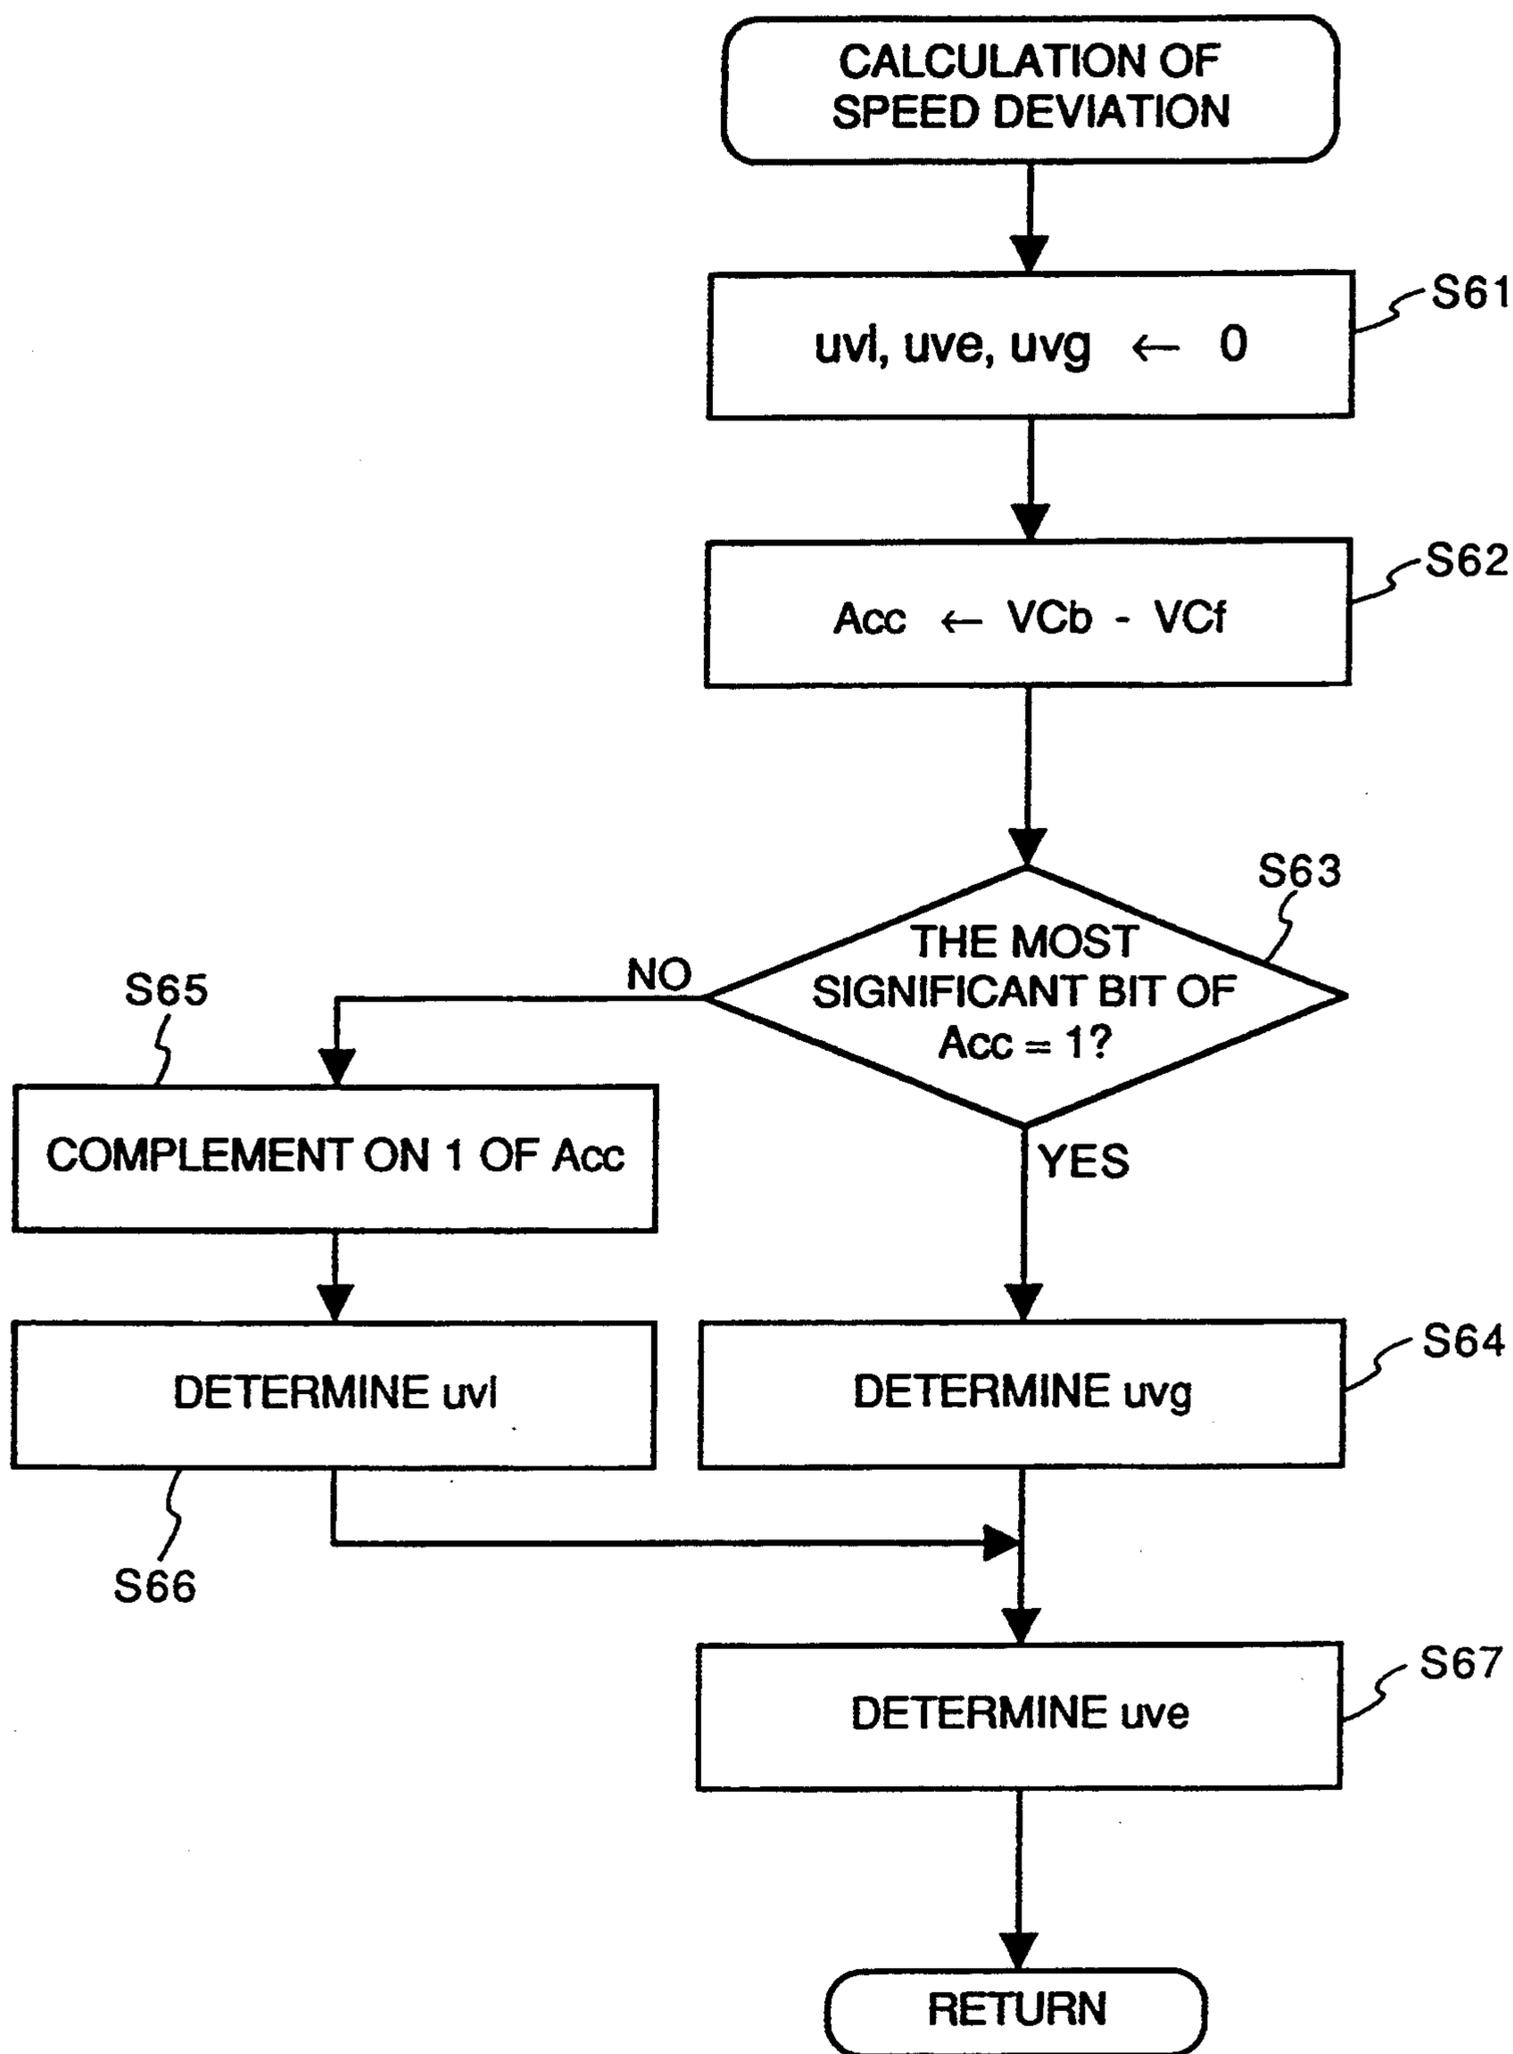 CALCULATION OF
SPEED DEVIATION
S61
uvl, uve, uvg ← 0
S62
Acc ← VCb - VCf
S63
THE MOST
SIGNIFICANT BIT OF
Acc = 1?
NO
YES
S65
COMPLEMENT ON 1 OF Acc
DETERMINE uvl
S66
DETERMINE uvg
S64
DETERMINE uve
S67
RETURN